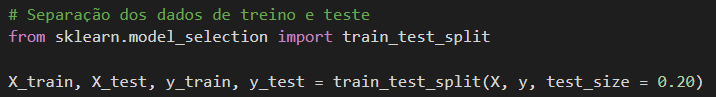 # Separação dos dados de treino e teste
from sklearn.model_selection import train_test_split
X_train, X_test, y_train, y_test = train_test_split(X, y, test_size = 0.20)